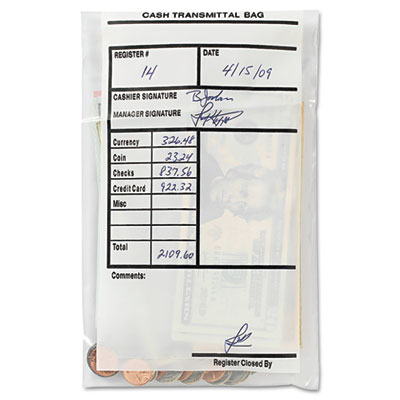 CASH TRANSMITTAL BAG
REGISTER # DATE
14 4/15/09
CASHIER SIGNATURE
MANAGER SIGNATURE
Currency 326.48
Coin 23.24
Checks 837.56
Credit Card 922.32
Misc
Total 2109.60
Comments:
Register Closed By